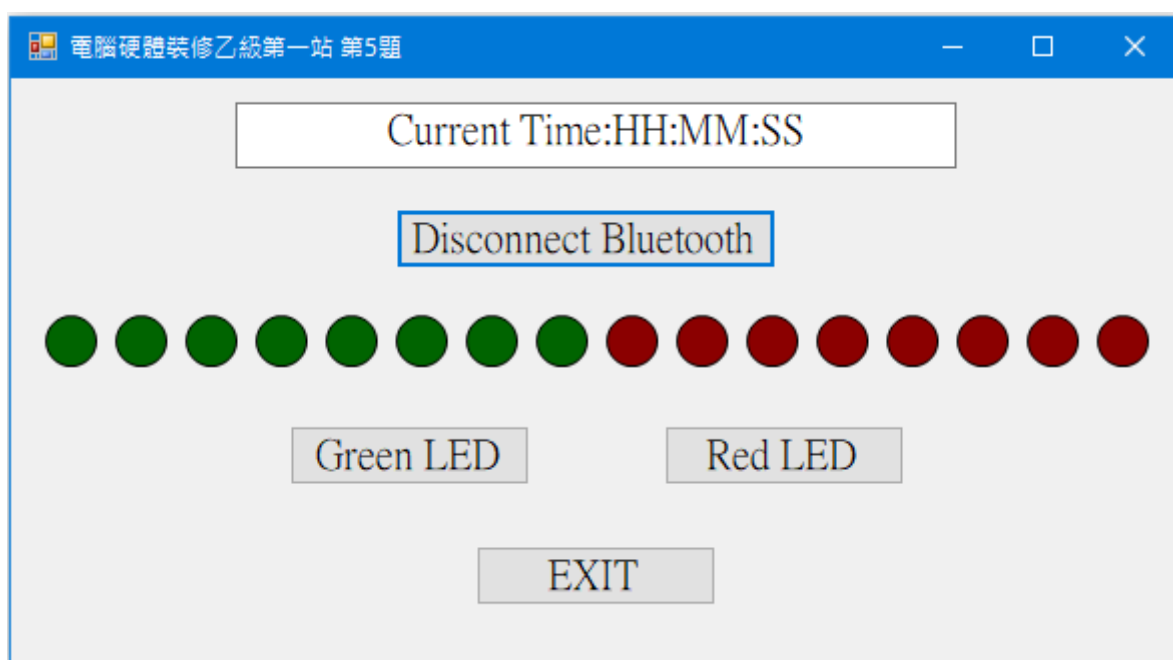 電腦硬體裝修乙級第一站 第5題
Current Time:HH:MM:SS
Disconnect Bluetooth
Green LED
Red LED
EXIT